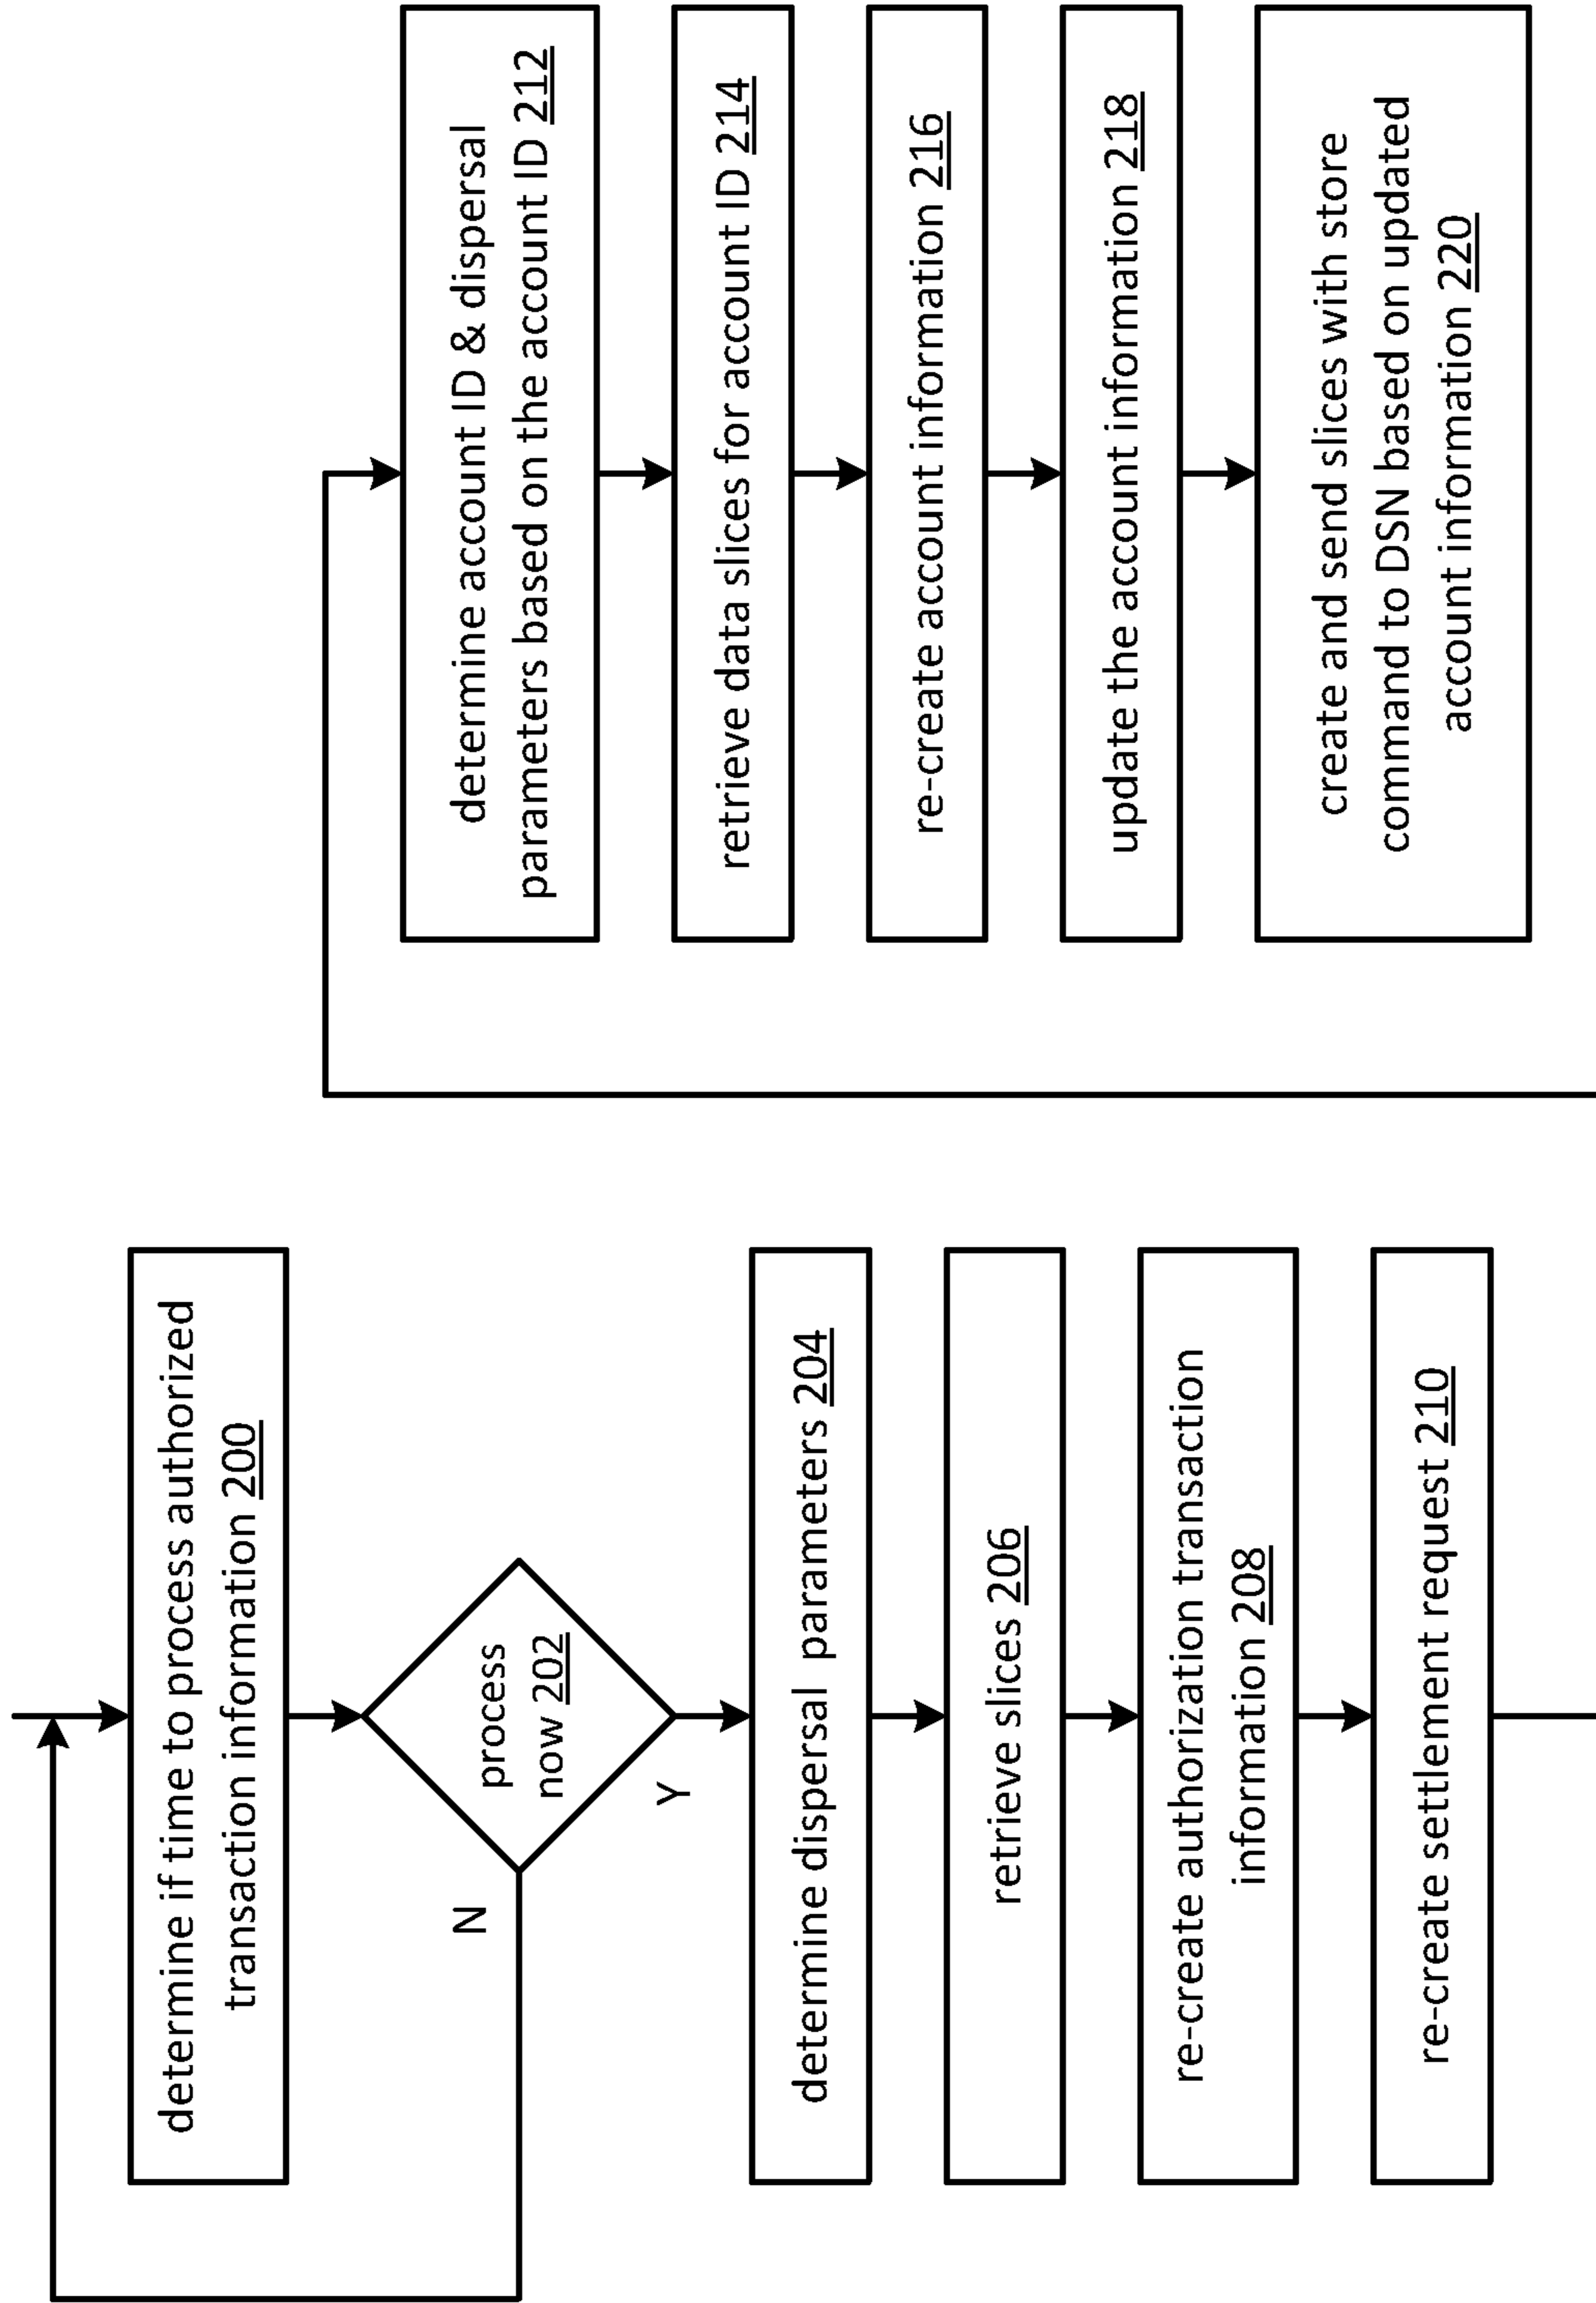 determine if time to process authorized
transaction information 200
process
now 202
N
Y
determine dispersal parameters 204
retrieve slices 206
re-create authorization transaction
information 208
re-create settlement request 210
determine account ID & dispersal
parameters based on the account ID 212
retrieve data slices for account ID 214
re-create account information 216
update the account information 218
create and send slices with store
command to DSN based on updated
account information 220